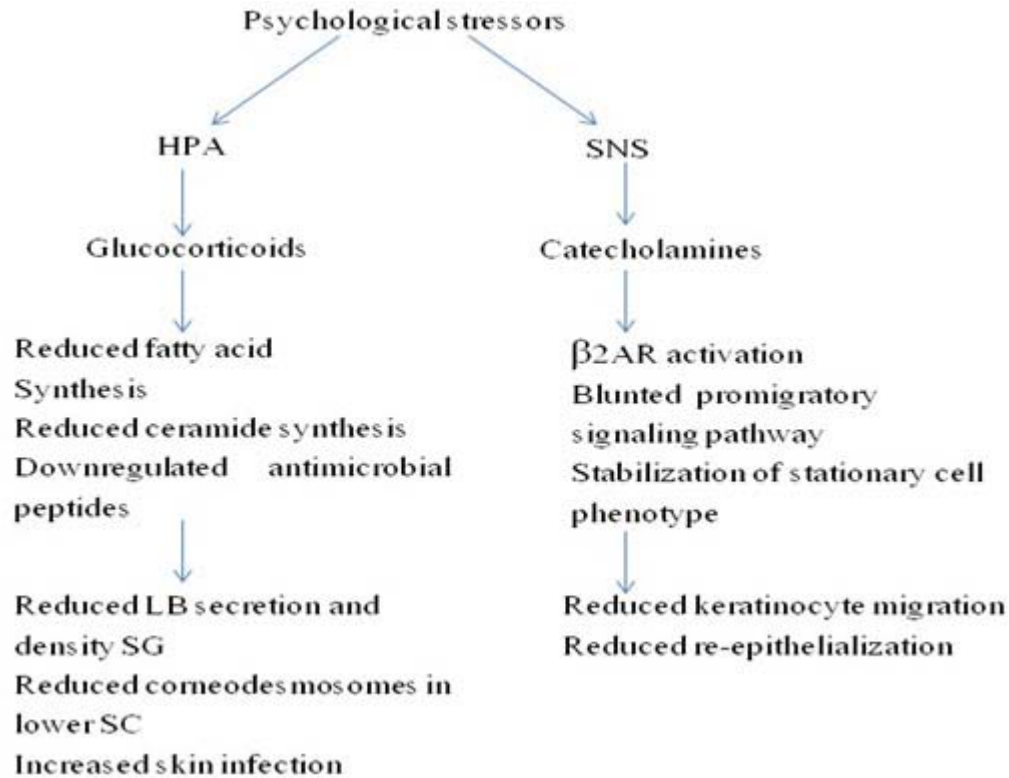 Psychological stressors
HPA
SNS
Glucocorticoids
Catecholamines
Reduced fatty acid
Synthesis
Reduced ceramide synthesis
Downregulated antimicrobial
peptides
β2AR activation
Blunted promigratory
signaling pathway
Stabilization of stationary cell
phenotype
Reduced LB secretion and
density SG
Reduced corneodesmosomes in
lower SC
Increased skin infection
Reduced keratinocyte migration
Reduced re-epithelialization